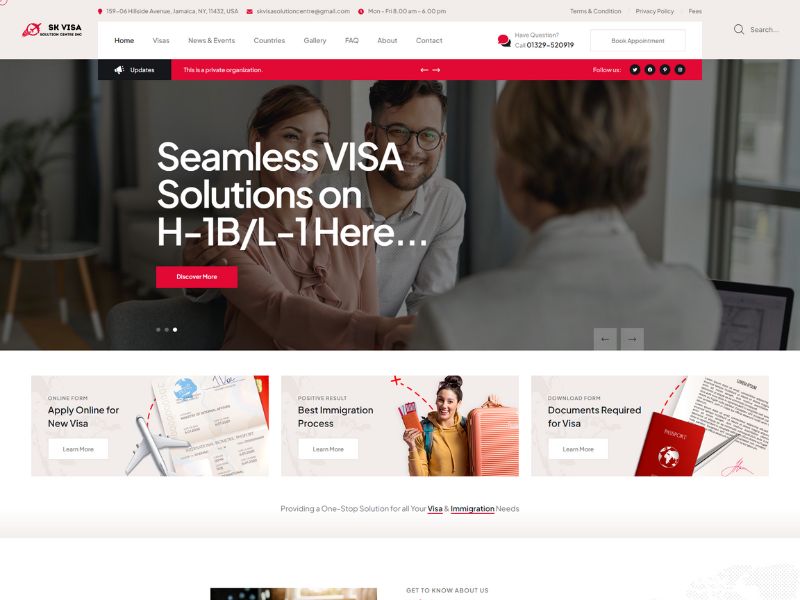 SK VISA
SOLUTION CENTRE INC
159-06 Hillside Avenue, Jamaica, NY, 11432, USA
skvisasolutioncentre@gmail.com
Mon - Fri 8.00 am - 6.00 pm
Terms & Condition
Privacy Policy
Fees
Home
Visas
News & Events
Countries
Gallery
FAQ
About
Contact
Have Question?
Call 01329-520919
Book Appointment
Search...
Updates
This is a private organization.
Follow us:
Seamless VISA
Solutions on
H-1B/L-1 Here...
Discover More
ONLINE FORM
Apply Online for
New Visa
Learn More
POSITIVE RESULT
Best Immigration
Process
Learn More
DOWNLOAD FORM
Documents Required
for Visa
Learn More
PASSPORT
Providing a One-Stop Solution for all Your Visa & Immigration Needs
GET TO KNOW ABOUT US